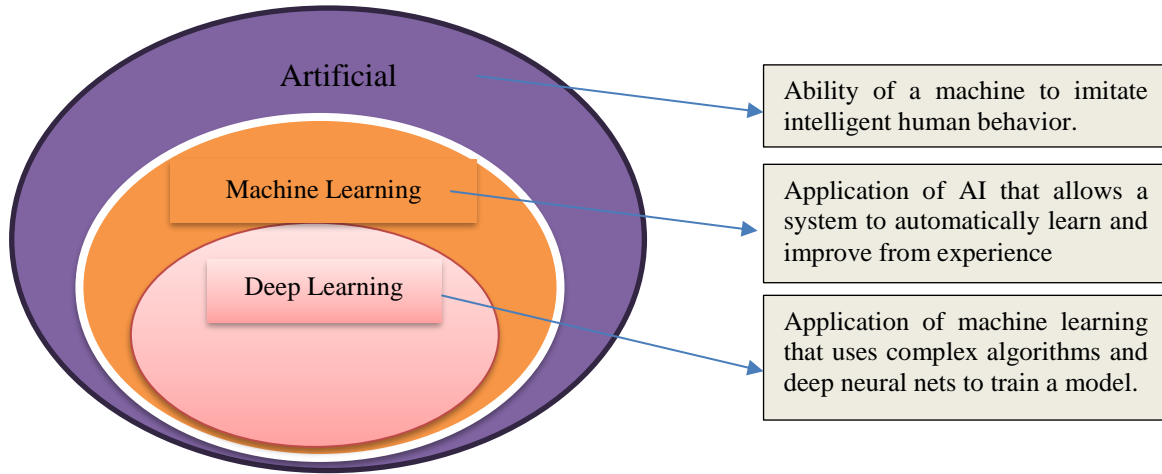 Artificial
Ability of a machine to imitate
intelligent human behavior.
Machine Learning
Application of AI that allows a
system to automatically learn and
improve from experience
Deep Learning
Application of machine learning
that uses complex algorithms and
deep neural nets to train a model.